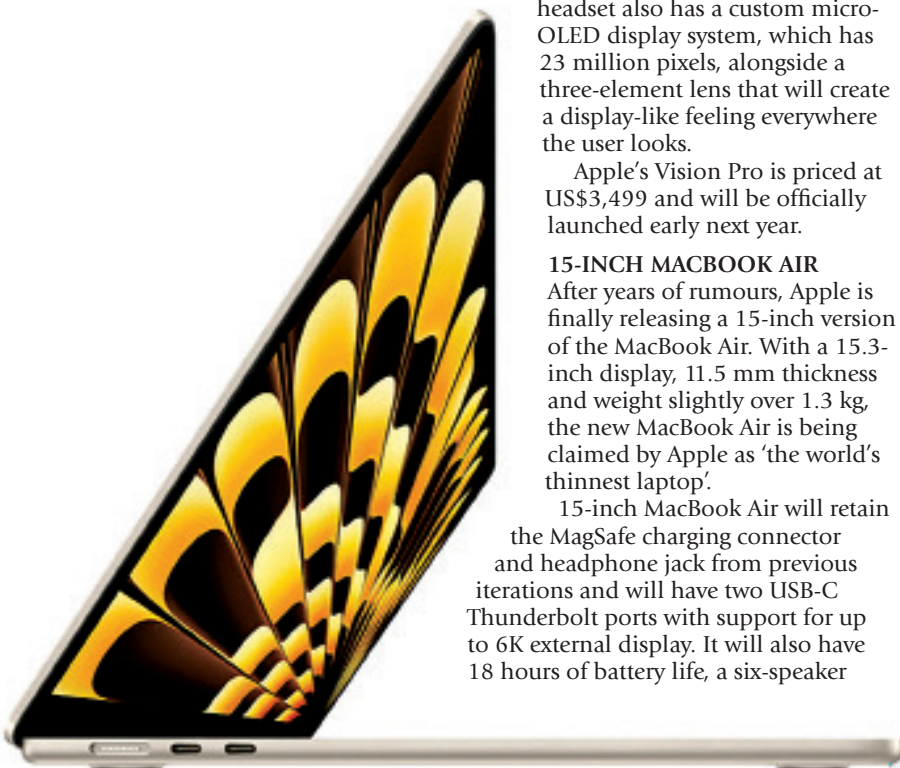 headset also has a custom micro-
OLED display system, which has
23 million pixels, alongside a
three-element lens that will create
a display-like feeling everywhere
the user looks.
Apple’s Vision Pro is priced at
US$3,499 and will be officially
launched early next year.
15-INCH MACBOOK AIR
After years of rumours, Apple is
finally releasing a 15-inch version
of the MacBook Air. With a 15.3-
inch display, 11.5 mm thickness
and weight slightly over 1.3 kg,
the new MacBook Air is being
claimed by Apple as ‘the world’s
thinnest laptop’.
15-inch MacBook Air will retain
the MagSafe charging connector
and headphone jack from previous
iterations and will have two USB-C
Thunderbolt ports with support for up
to 6K external display. It will also have
18 hours of battery life, a six-speaker